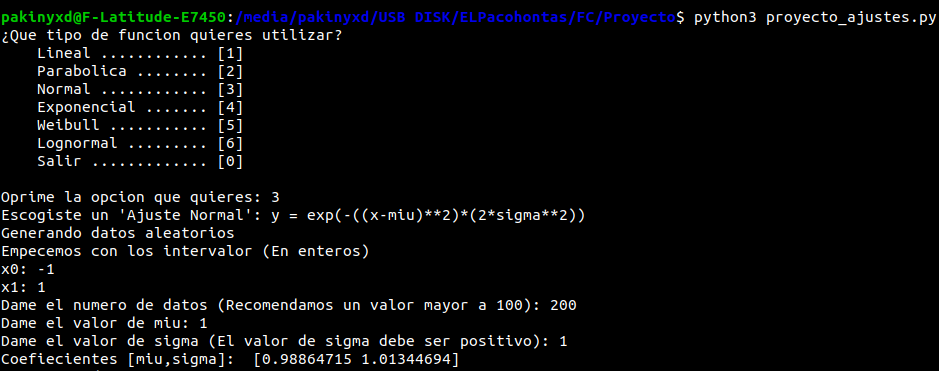 pakinyxd@F-Latitude-E7450:/media/pakinyxd/USB DISK/ELPacohontas/FC/Proyecto$ python3 proyecto_ajustes.py
¿Que tipo de funcion quieres utilizar?
    Lineal ............ [1]
    Parabolica ........ [2]
    Normal ............ [3]
    Exponencial ....... [4]
    Weibull ........... [5]
    Lognormal ......... [6]
    Salir ............. [0]
Oprime la opcion que quieres: 3
Escogiste un 'Ajuste Normal': y = exp(-((x-miu)**2)*(2*sigma**2))
Generando datos aleatorios
Empecemos con los intervalor (En enteros)
x0: -1
x1: 1
Dame el numero de datos (Recomendamos un valor mayor a 100): 200
Dame el valor de miu: 1
Dame el valor de sigma (El valor de sigma debe ser positivo): 1
Coefiecientes [miu,sigma]:  [0.98864715 1.01344694]